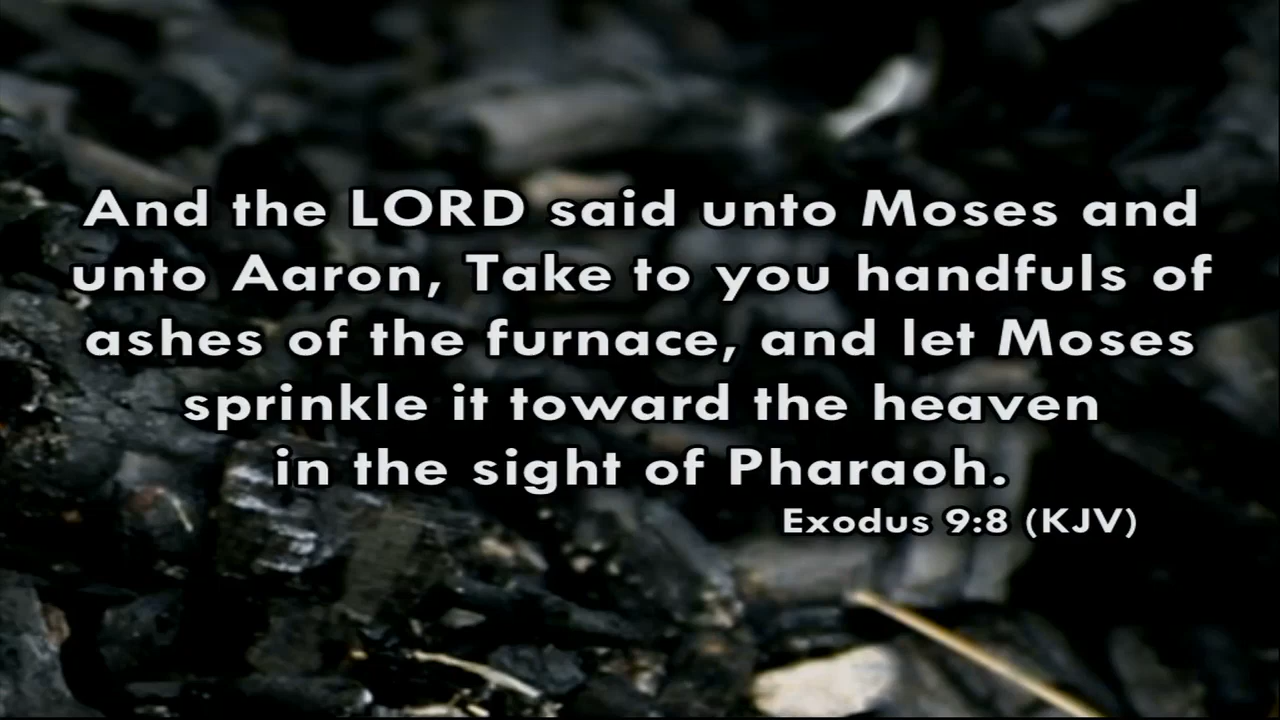 And the LORD said unto Moses and
unto Aaron, Take to you handfuls of
ashes of the furnace, and let Moses
sprinkle it toward the heaven
in the sight of Pharaoh.
Exodus 9:8 (KJV)